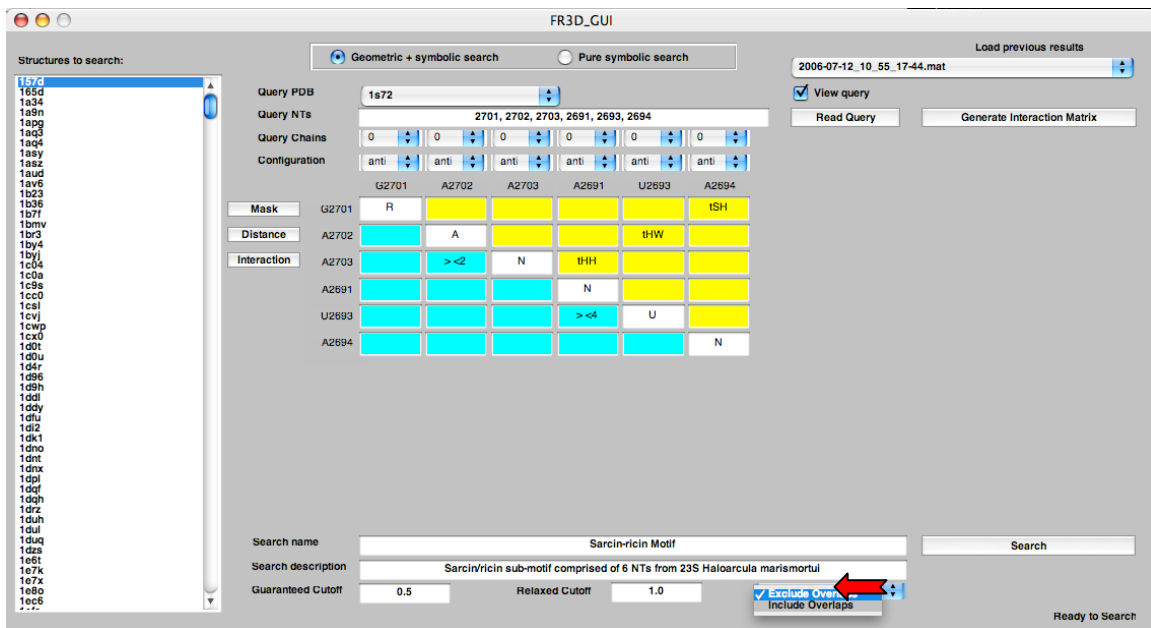 FR3D_GUI
Structures to search:
Geometric + symbolic search
Pure symbolic search
Load previous results
2006-07-12_10_55_17-44.mat
View query
Read Query
Generate Interaction Matrix
Query PDB
1s72
Query NTs
2701, 2702, 2703, 2691, 2693, 2694
Query Chains
0 0 0 0 0 0
Configuration
anti anti anti anti anti anti
G2701 A2702 A2703 A2691 U2693 A2694
Mask
G2701 R tSH
Distance
A2702 A tHW
Interaction
A2703 > <2 N tHH
A2691 N
U2693 > <4 U
A2694 N
157d
165d
1a34
1a9n
1apg
1aq3
1aq4
1asy
1asz
1aud
1av6
1b23
1b36
1b7f
1bmv
1br3
1by4
1byj
1c04
1c0a
1c9s
1cc0
1csl
1cvj
1cwp
1cx0
1d0t
1d0u
1d4r
1d96
1d9h
1ddl
1ddy
1dfu
1di2
1dk1
1dno
1dnt
1dnx
1dpl
1dqf
1dqh
1drz
1duh
1dul
1duq
1dzs
1e6t
1e7k
1e7x
1e8o
1ec6
Search name
Sarcin-ricin Motif
Search
Search description
Sarcin/ricin sub-motif comprised of 6 NTs from 23S Haloarcula marismortui
Guaranteed Cutoff
0.5
Relaxed Cutoff
1.0
Exclude
Include Overlaps
Ready to Search